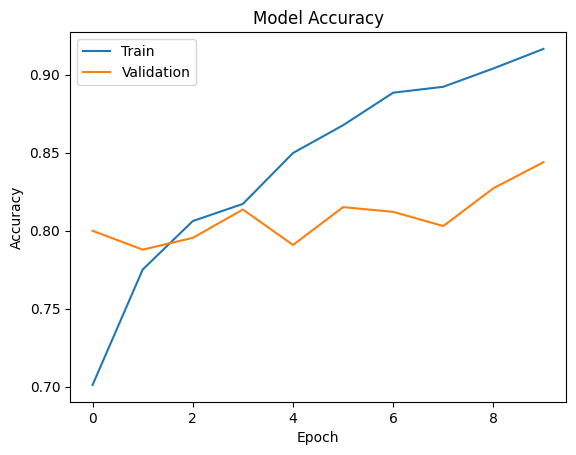 Model Accuracy
Train
Validation
Accuracy
0.90
0.85
0.80
0.75
0.70
0 2 4 6 8
Epoch